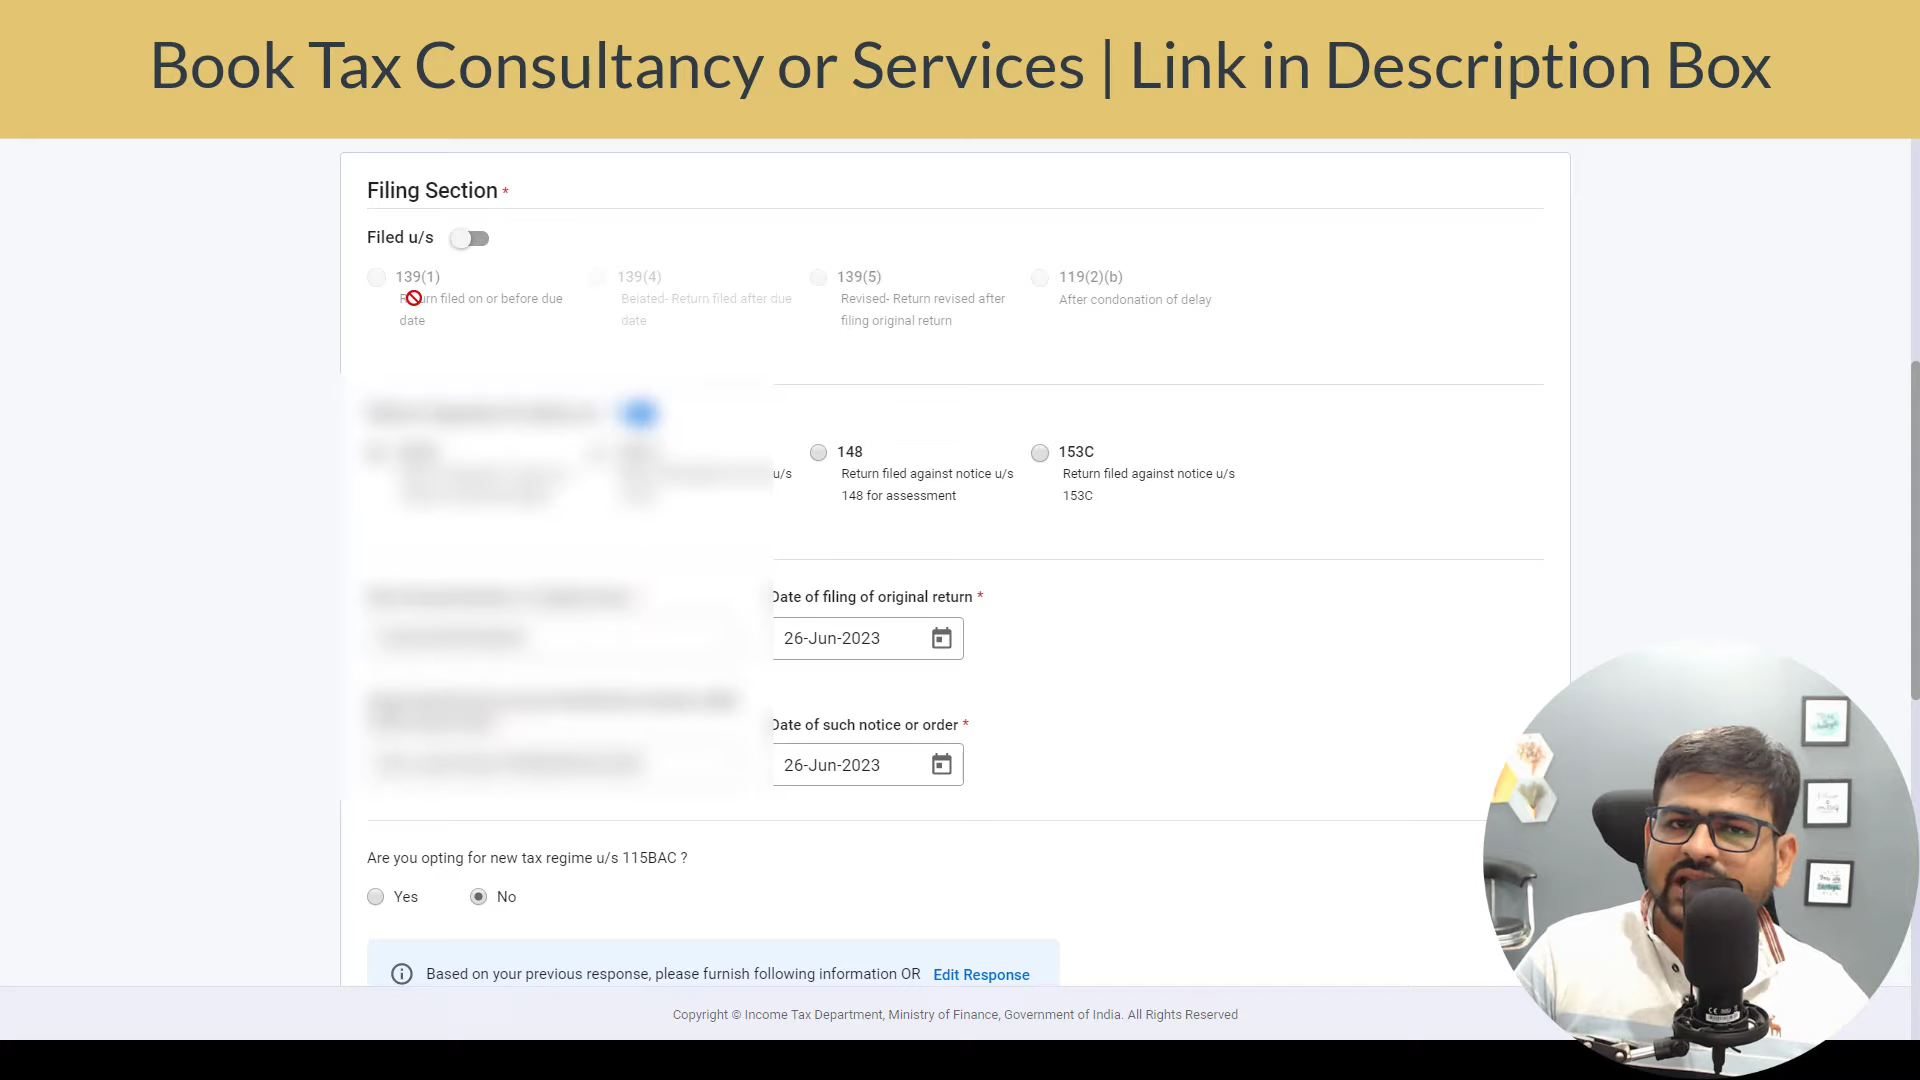 Book Tax Consultancy or Services | Link in Description Box
Filing Section *
Filed u/s
139(1)
Return filed on or before due
date
139(4)
Belated- Return filed after due
date
139(5)
Revised- Return revised after
filing original return
119(2)(b)
After condonation of delay
u/s
148
Return filed against notice u/s
148 for assessment
153C
Return filed against notice u/s
153C
Date of filing of original return *
26-Jun-2023
Date of such notice or order *
26-Jun-2023
Are you opting for new tax regime u/s 115BAC ?
Yes
No
Based on your previous response, please furnish following information OR Edit Response
Copyright © Income Tax Department, Ministry of Finance, Government of India. All Rights Reserved